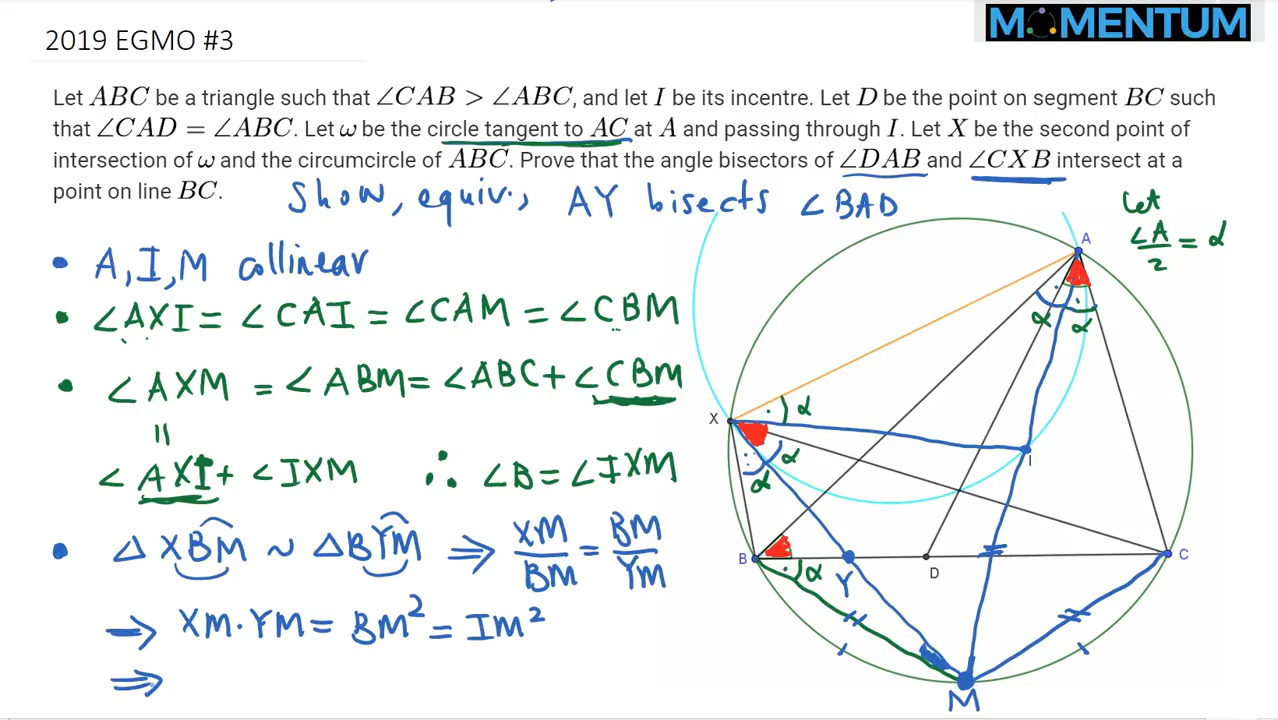 MOMENTUM
2019 EGMO #3
Let ABC be a triangle such that ∠CAB > ∠ABC, and let I be its incentre. Let D be the point on segment BC such
that ∠CAD = ∠ABC. Let ω be the circle tangent to AC at A and passing through I. Let X be the second point of
intersection of ω and the circumcircle of ABC. Prove that the angle bisectors of ∠DAB and ∠CXB intersect at a
point on line BC.
Show, equiv., AY bisects ∠BAD
Let
∠A/2 = α
• A, I, M collinear
• ∠AXI = ∠CAI = ∠CAM = ∠CBM
• ∠AXM = ∠ABM = ∠ABC + ∠CBM
=
∠AXI + ∠IXM ∴ ∠B = ∠IXM
• △XBM ~ △BYM ⇒ XM/BM = BM/YM
→ XM·YM = BM² = IM²
⇒
A
α
α
X
α
α
α
I
B
α
Y
D
C
M